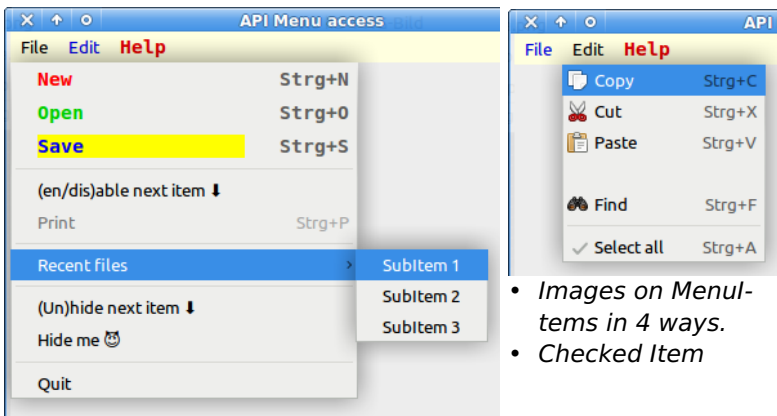 API Menu access
File Edit Help
New Strg+N
Open Strg+O
Save Strg+S
(en/dis)able next item ⬇
Print Strg+P
Recent files ›
SubItem 1
SubItem 2
SubItem 3
(Un)hide next item ⬇
Hide me 😈
Quit
API
File Edit Help
Copy Strg+C
Cut Strg+X
Paste Strg+V
Find Strg+F
✓ Select all Strg+A
• Images on MenuI-
tems in 4 ways.
• Checked Item